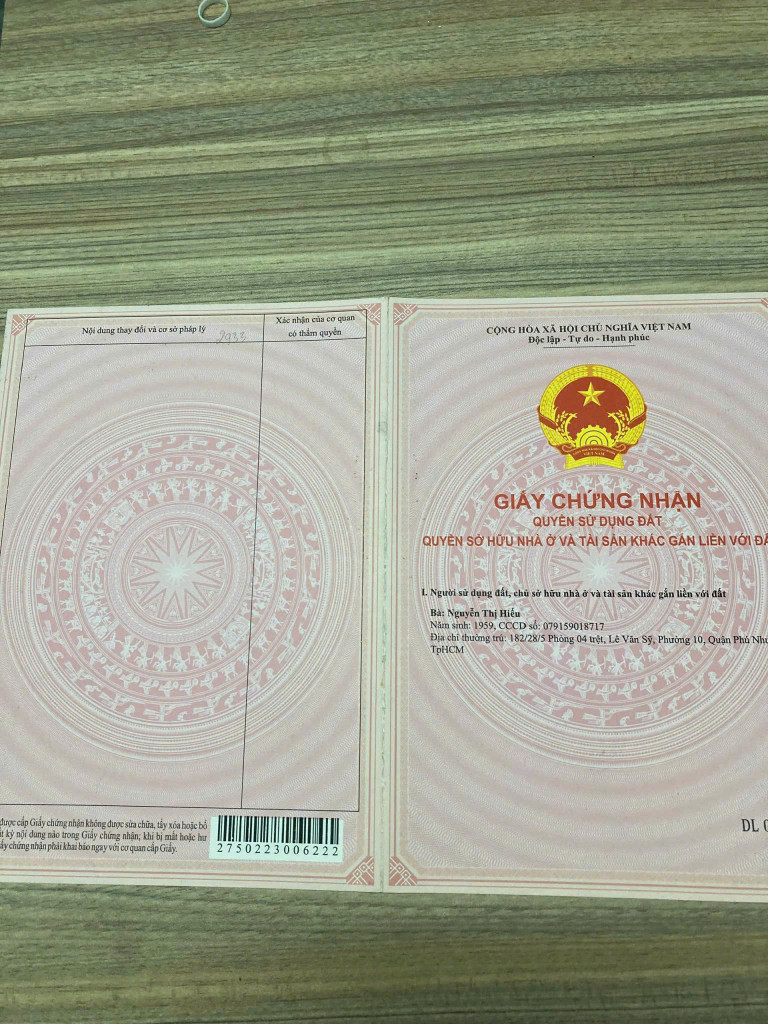 Nội dung thay đổi và cơ sở pháp lý
2933
Xác nhận của cơ quan
có thẩm quyền
được cấp Giấy chứng nhận không được sửa chữa, tẩy xóa hoặc bổ
kỳ nội dung nào trong Giấy chứng nhận; khi bị mất hoặc hư
chứng nhận phải khai báo ngay với cơ quan cấp Giấy.
2750223006222
CỘNG HÒA XÃ HỘI CHỦ NGHĨA VIỆT NAM
Độc lập - Tự do - Hạnh phúc
VIỆT NAM
GIẤY CHỨNG NHẬN
QUYỀN SỬ DỤNG ĐẤT
QUYỀN SỞ HỮU NHÀ Ở VÀ TÀI SẢN KHÁC GẮN LIỀN VỚI
I. Người sử dụng đất, chủ sở hữu nhà ở và tài sản khác gắn liền với đất
Bà: Nguyễn Thị Hiếu
Năm sinh: 1959, CCCD số: 079159018717
Địa chỉ thường trú: 182/28/5 Phòng 04 trệt, Lê Văn Sỹ, Phường 10, Quận Phú
TpHCM
DL